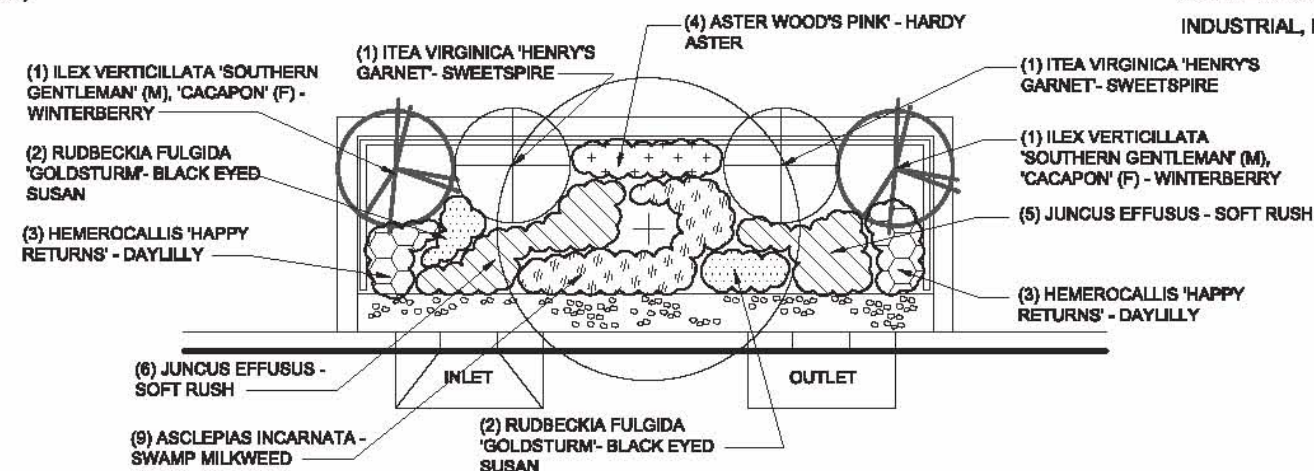 (4) ASTER WOOD'S PINK' - HARDY
ASTER
INDUSTRIAL,
(1) ITEA VIRGINICA 'HENRY'S
GARNET'- SWEETSPIRE
(1) ILEX VERTICILLATA 'SOUTHERN
GENTLEMAN' (M), 'CACAPON' (F) -
WINTERBERRY
(2) RUDBECKIA FULGIDA
'GOLDSTURM'- BLACK EYED
SUSAN
(3) HEMEROCALLIS 'HAPPY
RETURNS' - DAYLILLY
(1) ITEA VIRGINICA 'HENRY'S
GARNET'- SWEETSPIRE
(1) ILEX VERTICILLATA
'SOUTHERN GENTLEMAN' (M),
'CACAPON' (F) - WINTERBERRY
(5) JUNCUS EFFUSUS - SOFT RUSH
(3) HEMEROCALLIS 'HAPPY
RETURNS' - DAYLILLY
(6) JUNCUS EFFUSUS -
SOFT RUSH
INLET
OUTLET
(9) ASCLEPIAS INCARNATA -
SWAMP MILKWEED
(2) RUDBECKIA FULGIDA
'GOLDSTURM'- BLACK EYED
SUSAN